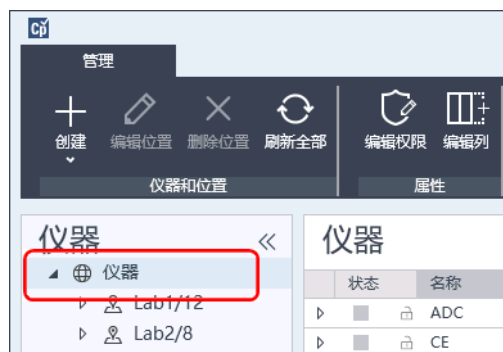 Cp
管理
创建 编辑位置 删除位置 刷新全部 编辑权限 编辑列
仪器和位置 属性
仪器
仪器
Lab1/12
Lab2/8
仪器
状态 名称
ADC
CE